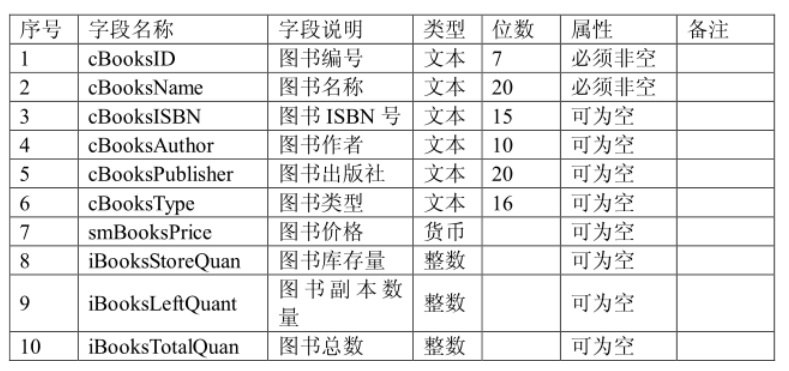 序号 字段名称 字段说明 类型 位数 属性 备注
1 cBooksID 图书编号 文本 7 必须非空
2 cBooksName 图书名称 文本 20 必须非空
3 cBooksISBN 图书 ISBN 号 文本 15 可为空
4 cBooksAuthor 图书作者 文本 10 可为空
5 cBooksPublisher 图书出版社 文本 20 可为空
6 cBooksType 图书类型 文本 16 可为空
7 smBooksPrice 图书价格 货币 可为空
8 iBooksStoreQuan 图书库存量 整数 可为空
9 iBooksLeftQuant 图书副本数量 整数 可为空
10 iBooksTotalQuan 图书总数 整数 可为空